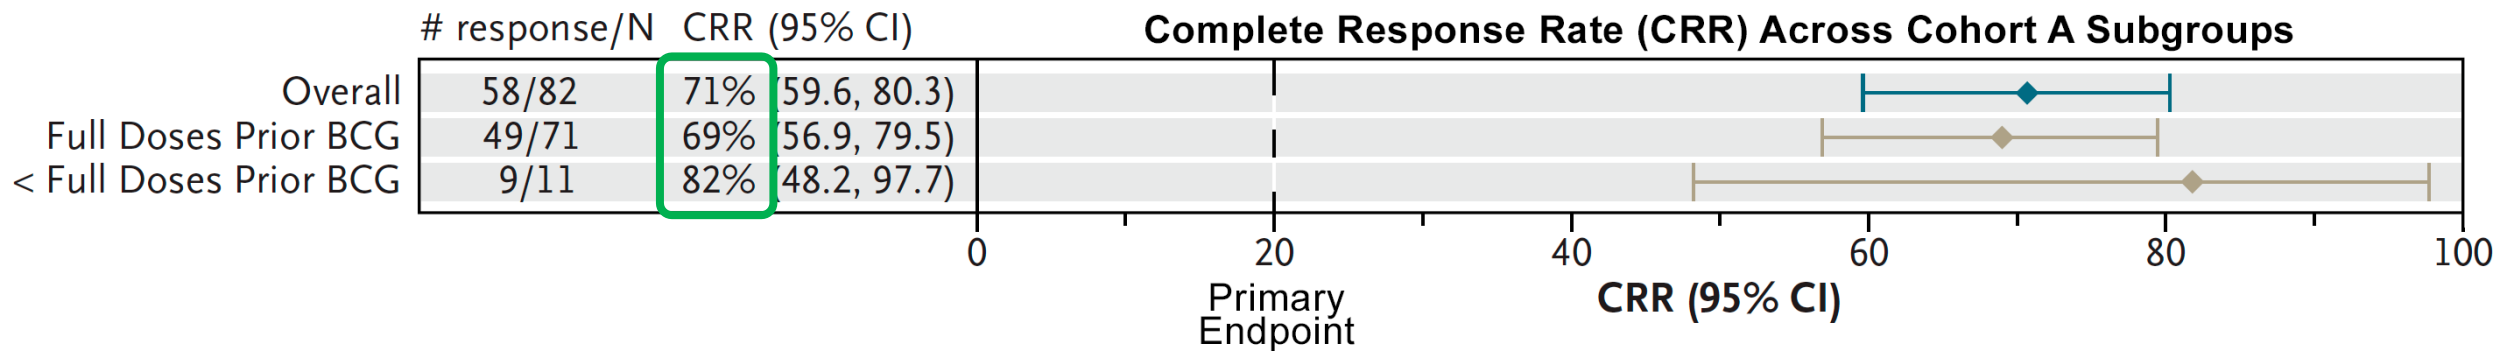 # response/N CRR (95% CI) Complete Response Rate (CRR) Across Cohort A Subgroups
Overall 58/82 71% (59.6, 80.3)
Full Doses Prior BCG 49/71 69% (56.9, 79.5)
< Full Doses Prior BCG 9/11 82% (48.2, 97.7)
0 20 40 60 80 100
Primary
Endpoint
CRR (95% CI)